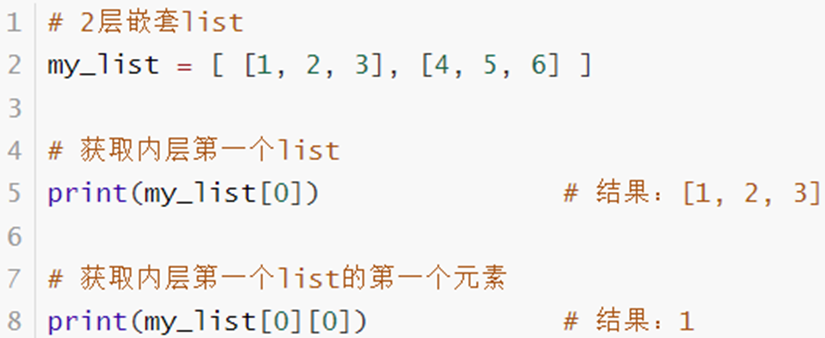 1 # 2层嵌套list
2 my_list = [ [1, 2, 3], [4, 5, 6] ]
3
4 # 获取内层第一个list
5 print(my_list[0]) # 结果：[1, 2, 3]
6
7 # 获取内层第一个list的第一个元素
8 print(my_list[0][0]) # 结果：1